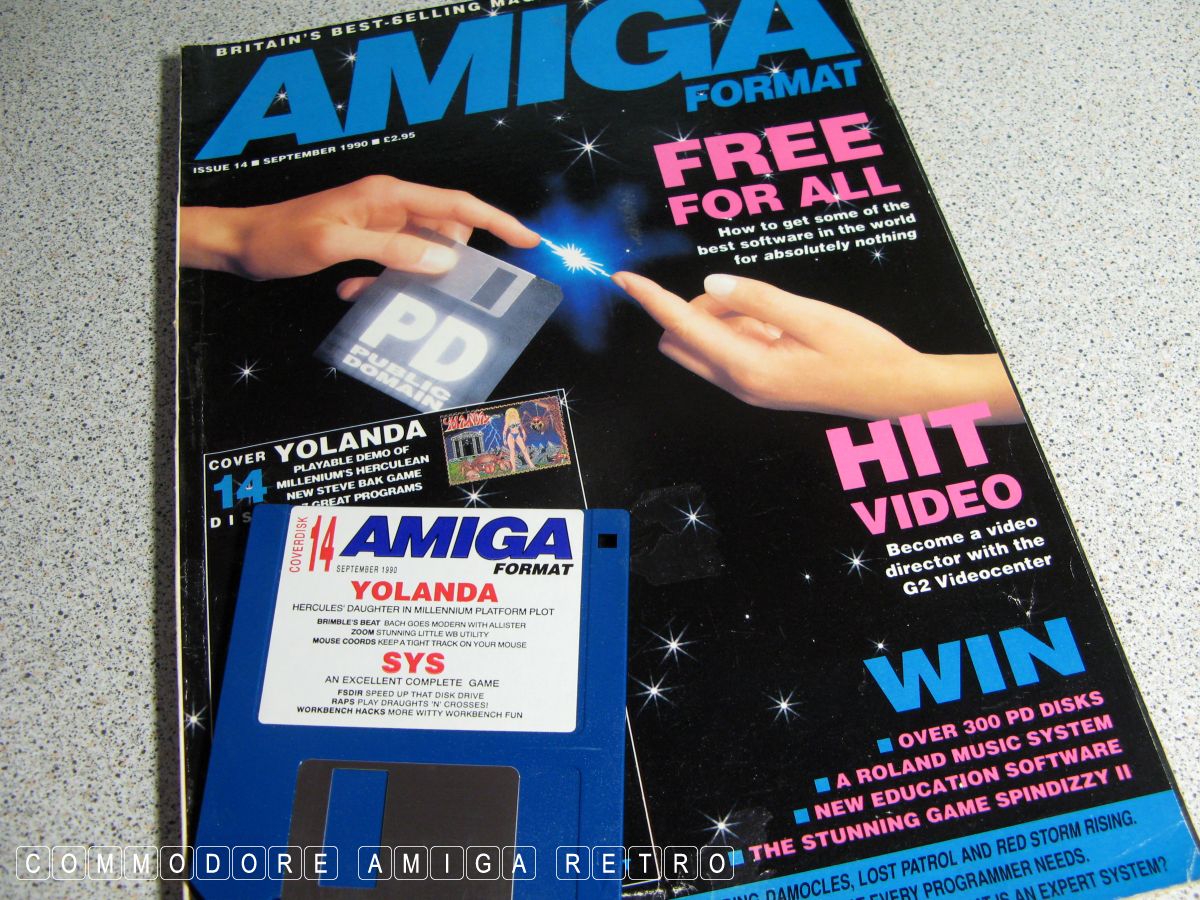 BRITAIN'S BEST-SELLING
AMIGA
FORMAT
ISSUE 14 ■ SEPTEMBER 1990 ■ £2.95
FREE
FOR ALL
How to get some of the
best software in the world
for absolutely nothing
PD
PUBLIC
DOMAIN
COVER
14
YOLANDA
PLAYABLE DEMO OF
MILLENIUM'S HERCULEAN
NEW STEVE BAK GAME
7 GREAT PROGRAMS
HIT
VIDEO
Become a video
director with the
G2 Videocenter
COVERDISK
14
AMIGA
FORMAT
SEPTEMBER 1990
YOLANDA
HERCULES' DAUGHTER IN MILLENNIUM PLATFORM PLOT
BRIMBLE'S BEAT BACH GOES MODERN WITH ALLISTER
ZOOM STUNNING LITTLE WB UTILITY
MOUSE COORDS KEEP A TIGHT TRACK ON YOUR MOUSE
SYS
AN EXCELLENT COMPLETE GAME
FSDIR SPEED UP THAT DISK DRIVE
RAPS PLAY DRAUGHTS 'N' CROSSES!
WORKBENCH HACKS MORE WITTY WORKBENCH FUN
WIN
■ OVER 300 PD DISKS
■ A ROLAND MUSIC SYSTEM
■ NEW EDUCATION SOFTWARE
■ THE STUNNING GAME SPINDIZZY II
DAMOCLES, LOST PATROL AND RED STORM RISING.
EVERY PROGRAMMER NEEDS.
IS AN EXPERT SYSTEM?
COMMODORE AMIGA RETRO